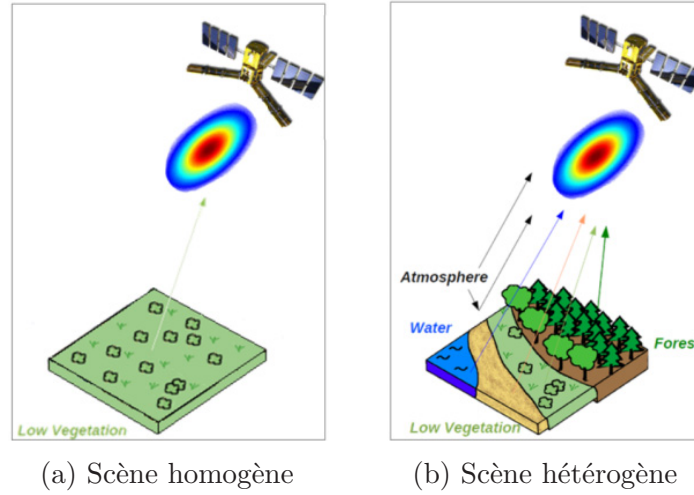 Low Vegetation
(a) Scène homogène
Atmosphere
Water
Fores
Low Vegetation
(b) Scène hétérogène